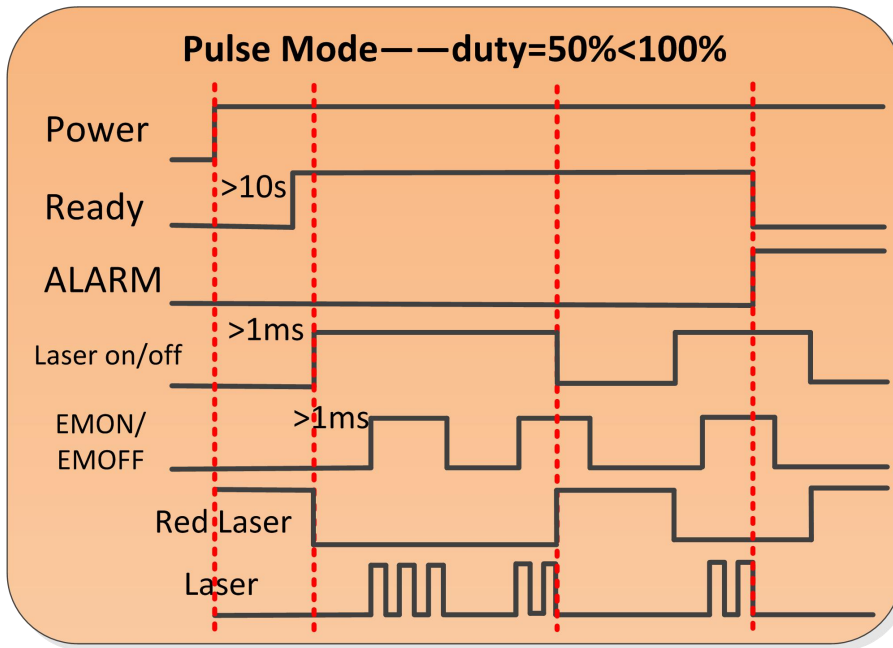 Pulse Mode——duty=50%<100%
Power
>10s
Ready
ALARM
>1ms
Laser on/off
>1ms
EMON/
EMOFF
Red Laser
Laser